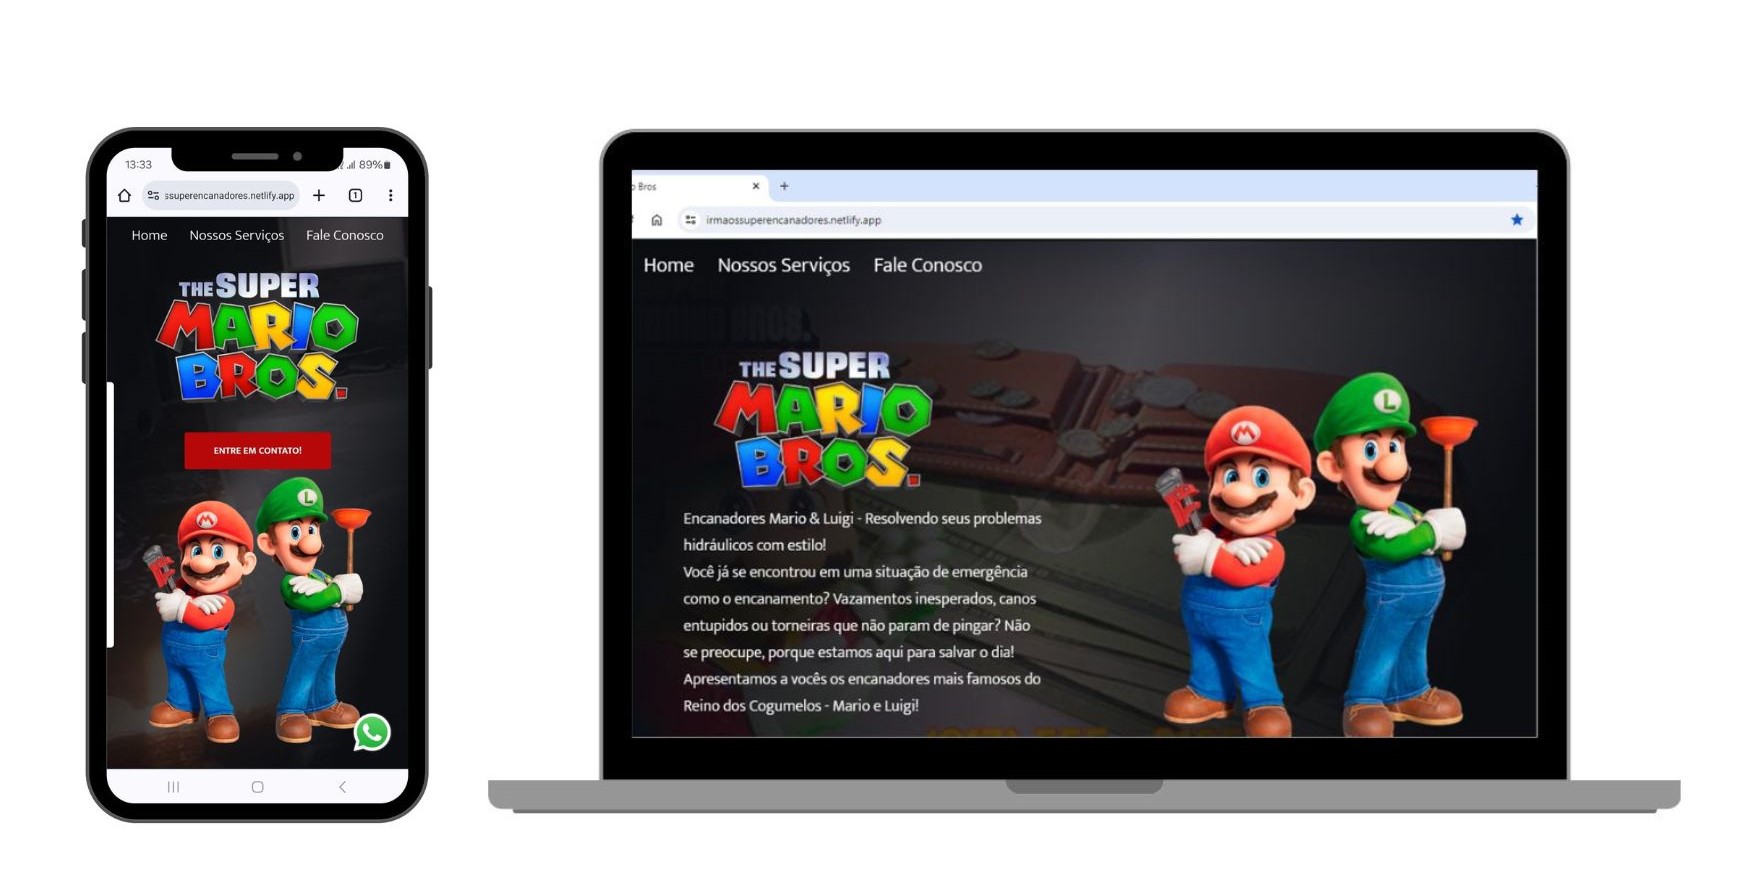 13:33
89%
ssuperencanadores.netlify.app
1
Home Nossos Serviços Fale Conosco
THE SUPER
MARIO
BROS.
ENTRE EM CONTATO!
M
L
Bros
irmaossuperencanadores.netlify.app
Home Nossos Serviços Fale Conosco
THE SUPER
MARIO
BROS.
M
L
Encanadores Mario & Luigi - Resolvendo seus problemas
hidráulicos com estilo!
Você já se encontrou em uma situação de emergência
como o encanamento? Vazamentos inesperados, canos
entupidos ou torneiras que não param de pingar? Não
se preocupe, porque estamos aqui para salvar o dia!
Apresentamos a vocês os encanadores mais famosos do
Reino dos Cogumelos - Mario e Luigi!